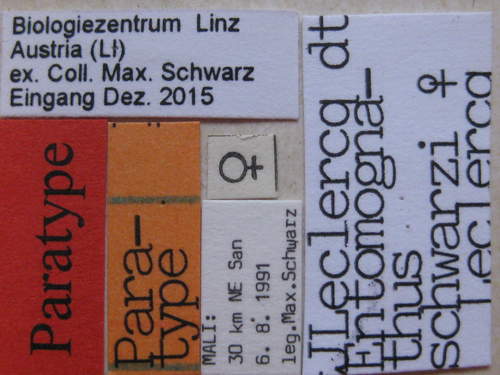 Biologiezentrum Linz
Austria (LI)
ex. Coll. Max. Schwarz
Eingang Dez. 2015
Paratype
Para-
type
♀
MALI:
30 km NE San
6. 8. 1991
leg.Max.Schwarz
JLeclercq dt
Entomogna-
thus
schwarzi ♀
Leclercq